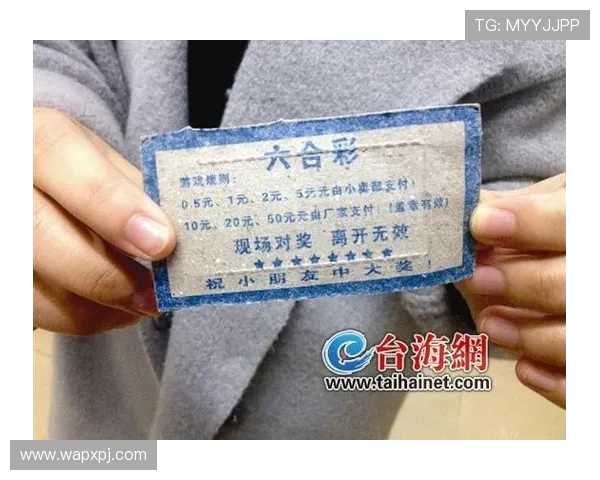 TG: MYYJJPP
六合彩
游戏规则:
0.5元、1元、2元、5元元由小卖部支付)
10元、20元、50元元由厂家支付!(盖章有效)
现场对奖 离开无效
★★★★★★★★
祝小朋友中大奖!
台海網
www.taihainet.com
www.wapxpj.com